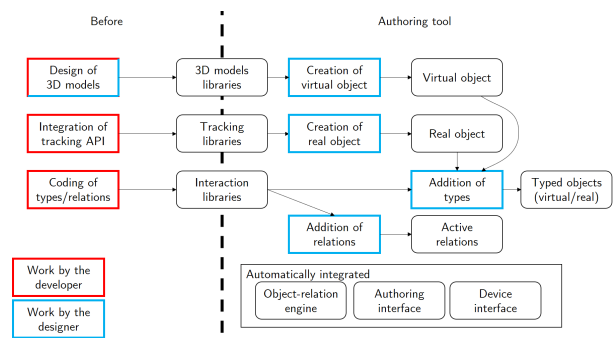 Before
Authoring tool
Design of
3D models
3D models
libraries
Creation of
virtual object
Virtual object
Integration of
tracking API
Tracking
libraries
Creation of
real object
Real object
Coding of
types/relations
Interaction
libraries
Addition of
types
Typed objects
(virtual/real)
Addition of
relations
Active
relations
Work by the
developer
Work by the
designer
Automatically integrated
Object-relation
engine
Authoring
interface
Device
interface